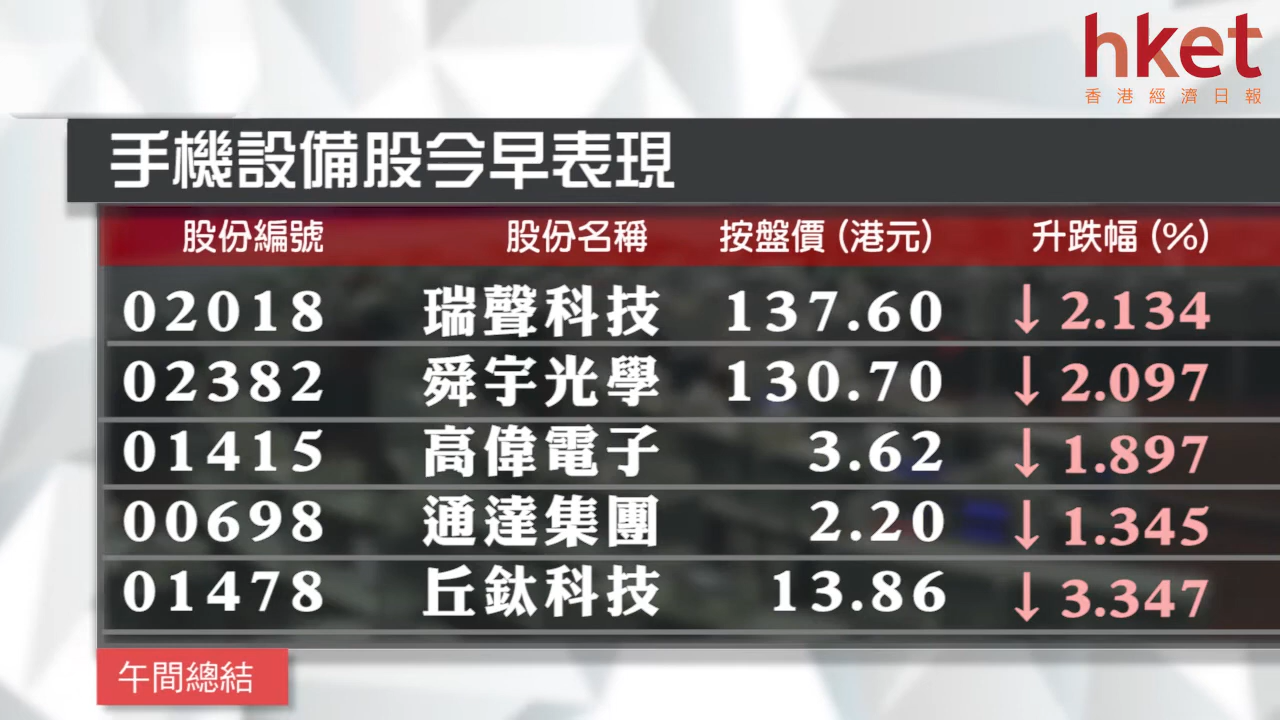 hket
香港經濟日報
手機設備股今早表現
股份編號 股份名稱 按盤價(港元) 升跌幅(%)
02018 瑞聲科技 137.60 ↓ 2.134
02382 舜宇光學 130.70 ↓ 2.097
01415 高偉電子 3.62 ↓ 1.897
00698 通達集團 2.20 ↓ 1.345
01478 丘鈦科技 13.86 ↓ 3.347
午間總結